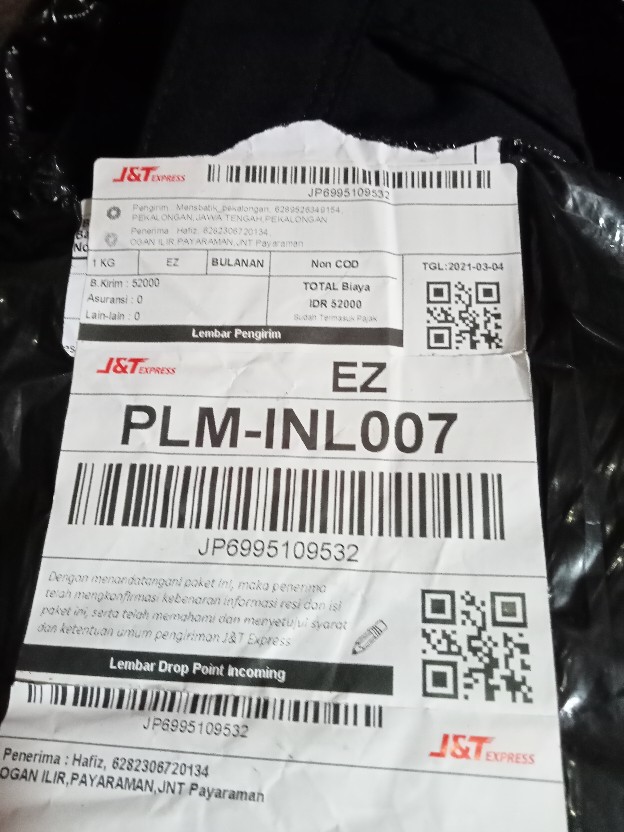 J&T EXPRESS
JP6995109532
Pengirim: Mensbatik_pekalongan, 6289526349154,
PEKALONGAN,JAWA TENGAH,PEKALONGAN
Penerima: Hafiz, 6282306720134,
OGAN ILIR,PAYARAMAN,JNT Payaraman
1 KG EZ BULANAN Non COD TGL:2021-03-04
B.Kirim : 52000
Asuransi : 0
Lain-lain : 0
TOTAL Biaya
IDR 52000
Sudah Termasuk Pajak
Lembar Pengirim
J&T EXPRESS
EZ
PLM-INL007
JP6995109532
Dengan menandatangani paket ini, maka penerima
telah mengkonfirmasi kebenaran informasi resi dan isi
paket ini, serta telah memahami dan menyetujui syarat
dan ketentuan umum pengiriman J&T Express
Lembar Drop Point Incoming
JP6995109532
J&T EXPRESS
Penerima : Hafiz, 6282306720134
OGAN ILIR,PAYARAMAN,JNT Payaraman